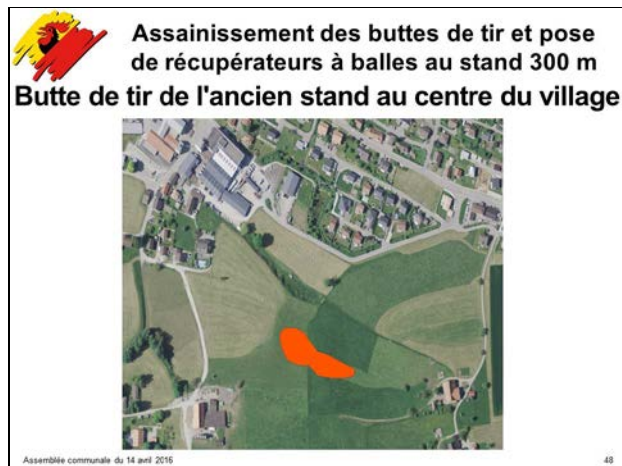 Assainissement des buttes de tir et pose
de récupérateurs à balles au stand 300 m
Butte de tir de l'ancien stand au centre du village
Assemblée communale du 14 avril 2016
48